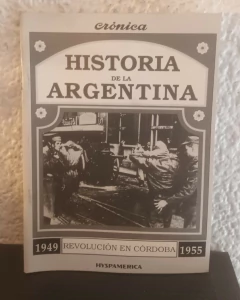 crónica
HISTORIA
DE LA
ARGENTINA
1949 REVOLUCIÓN EN CÓRDOBA 1955
HYSPAMERICA